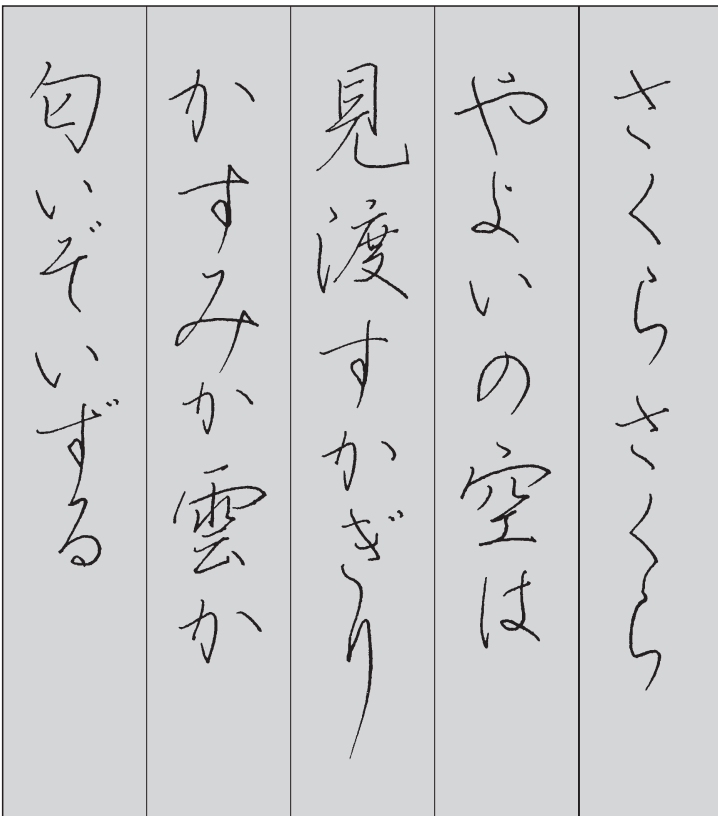 さくらさくら
やよいの空は
見渡すかぎり
かすみか雲か
匂いぞいずる